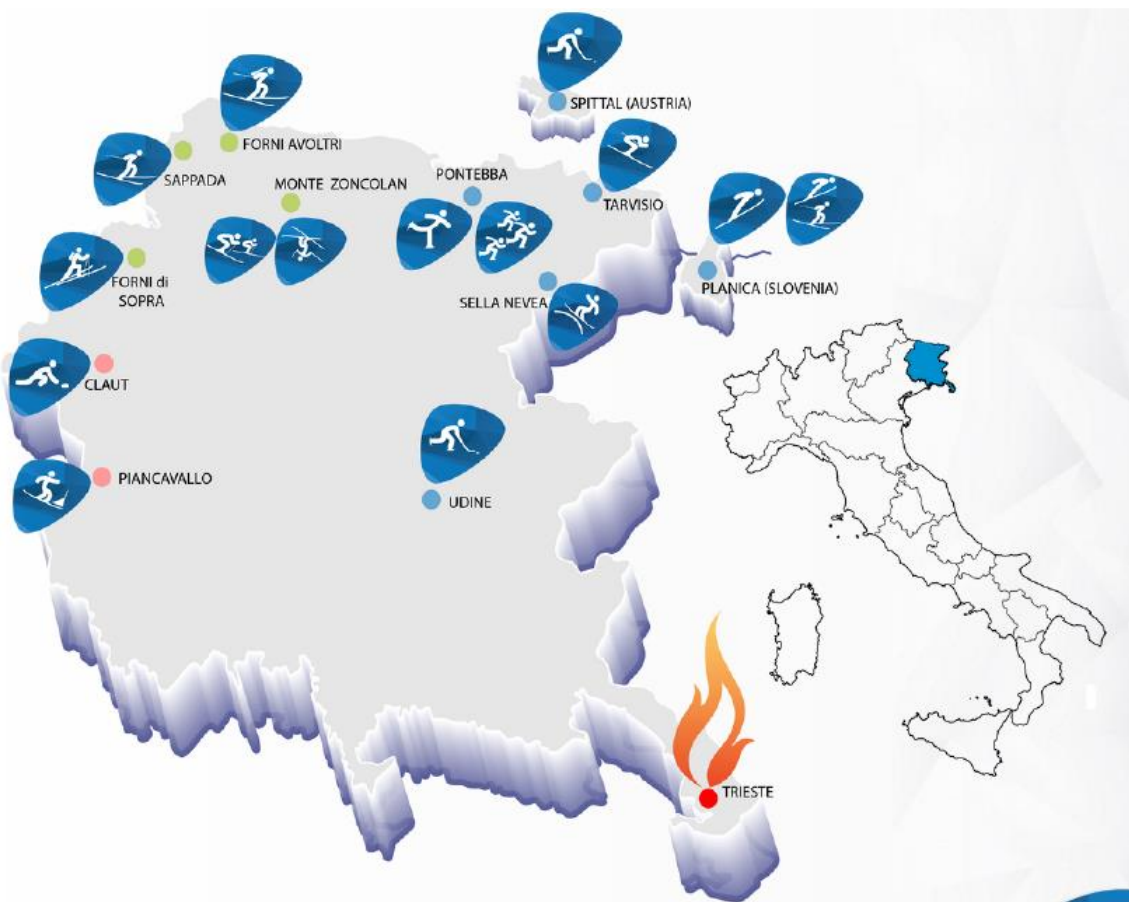 SPITTAL (AUSTRIA)
FORNI AVOLTRI
SAPPADA
MONTE ZONCOLAN
PONTEBBA
TARVISIO
FORNI di
SOPRA
SELLA NEVEA
PLANICA (SLOVENIA)
CLAUT
PIANCAVALLO
UDINE
TRIESTE